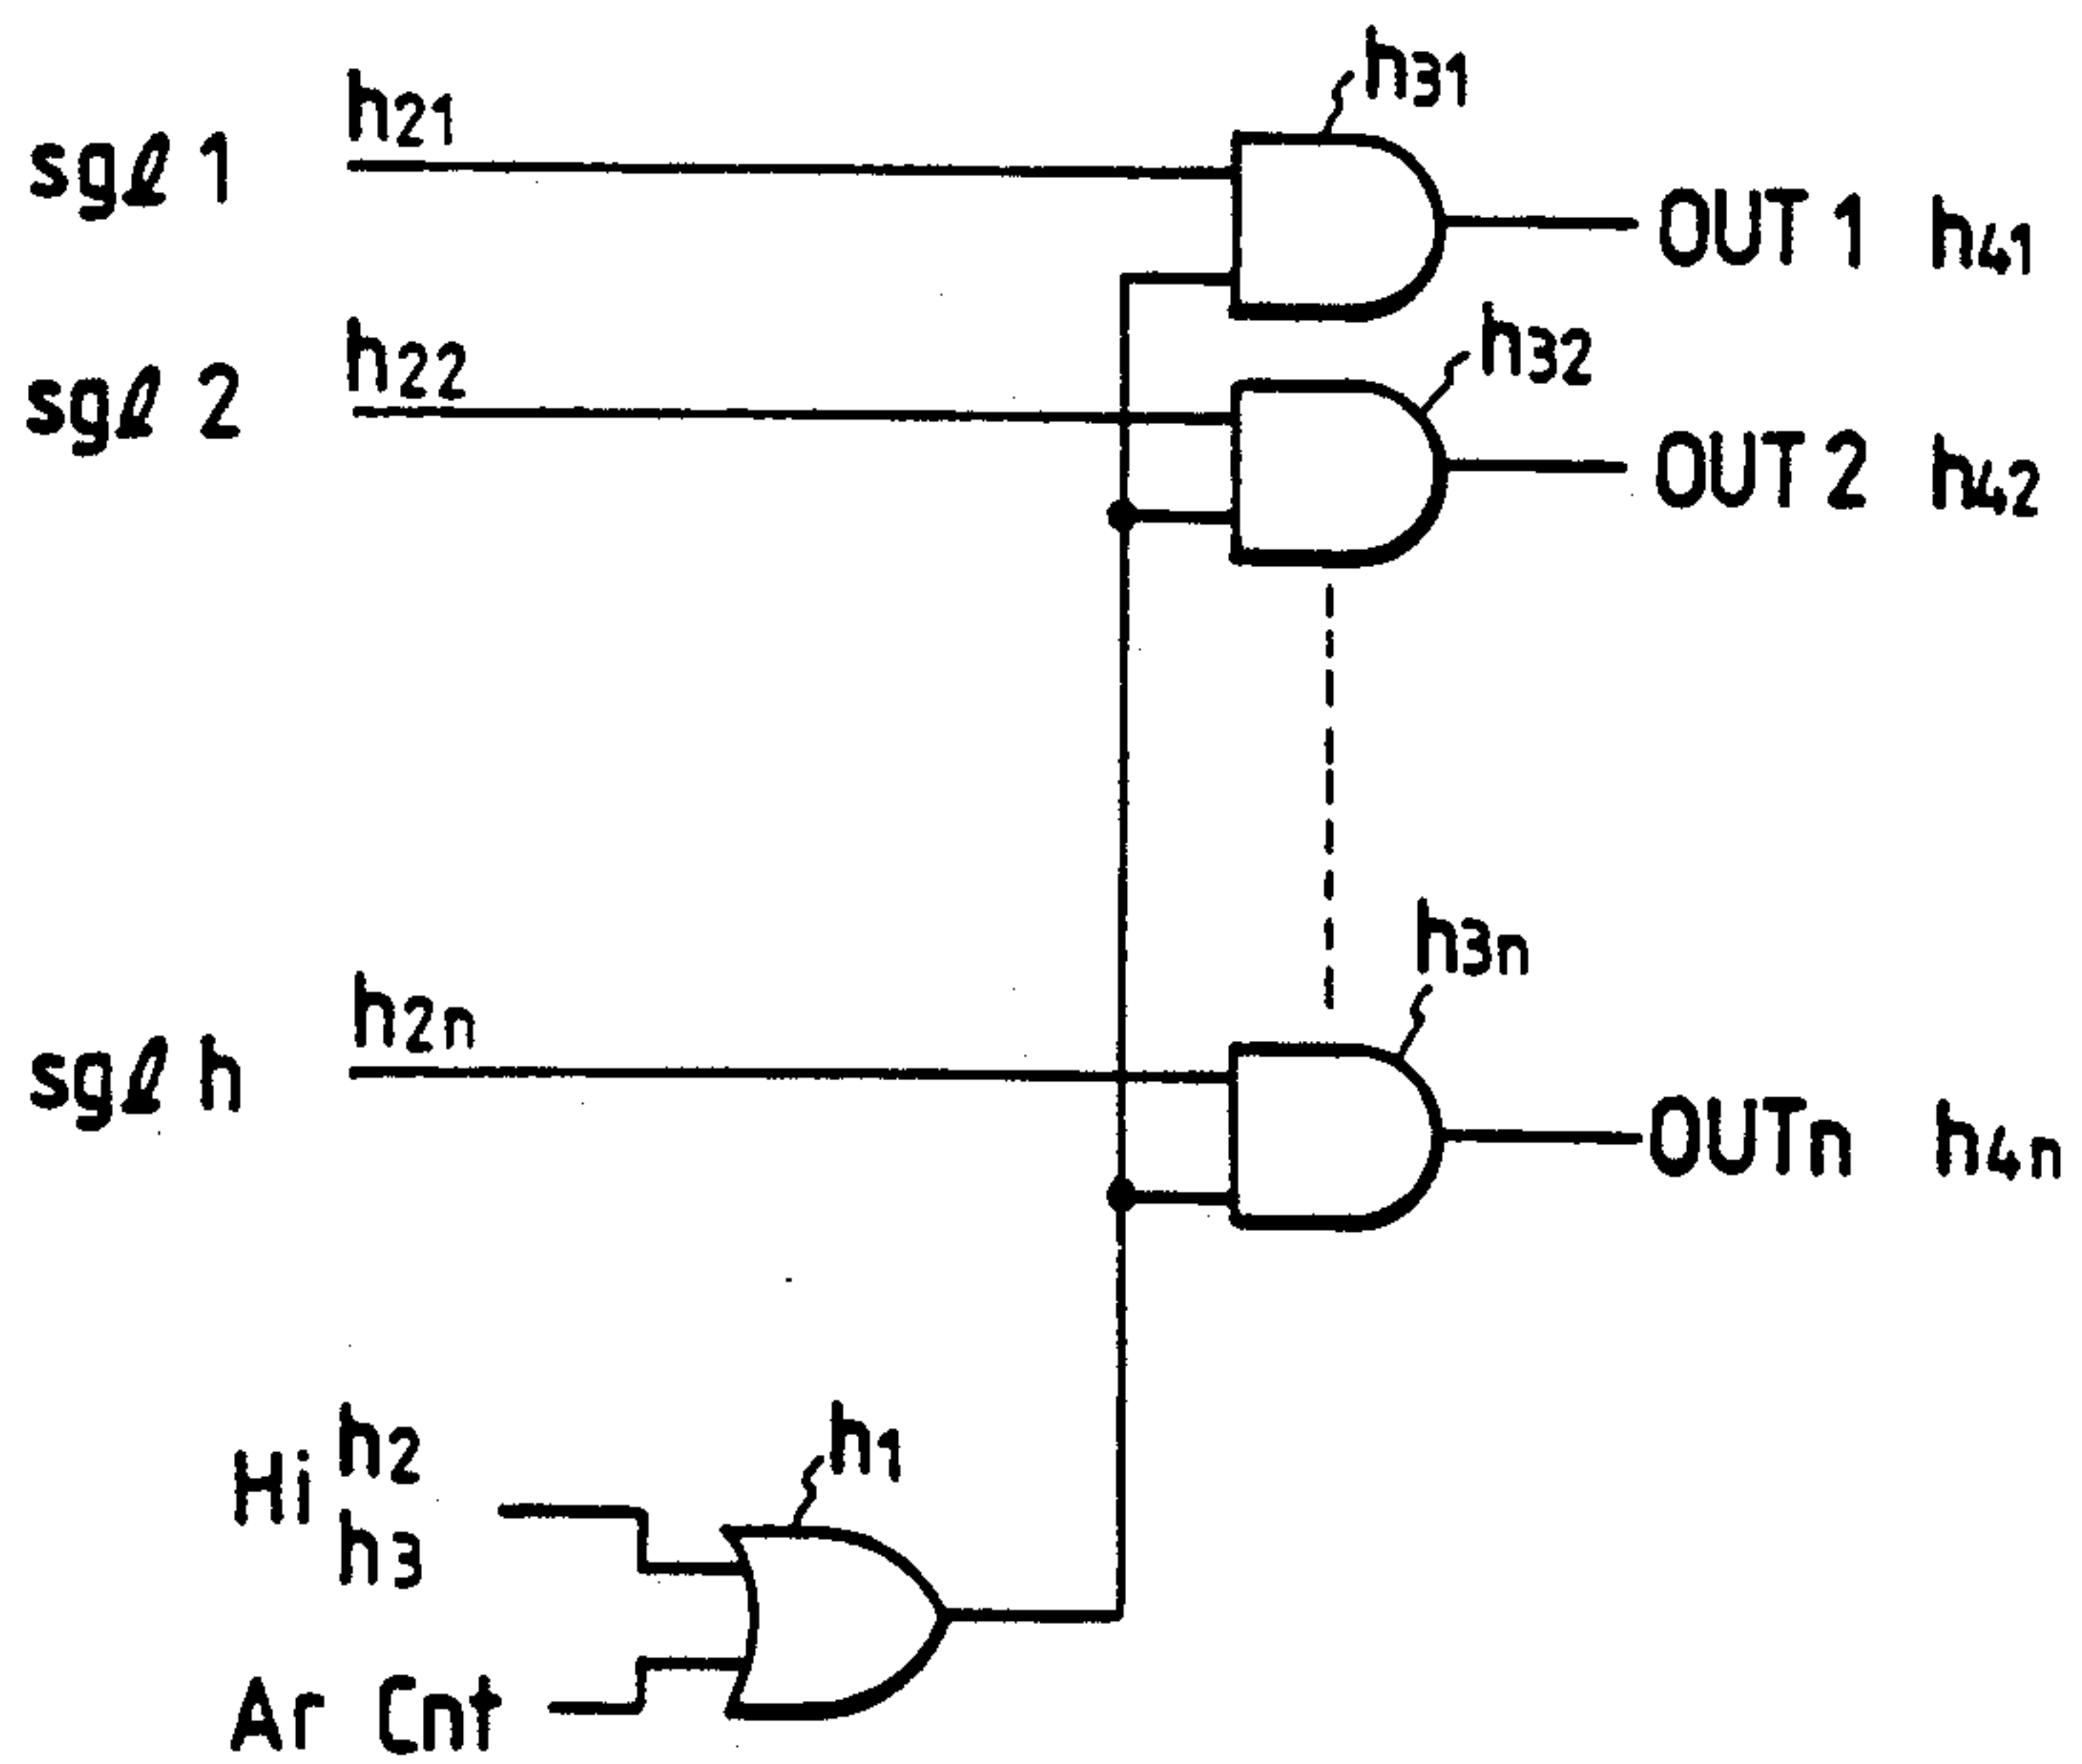 h31
h21
sgℓ 1
OUT 1 h41
h32
h22
sgℓ 2
OUT 2 h42
h3n
h2n
sgℓ h
OUTn h4n
h1
Hi h2
h3
Ar Cnt